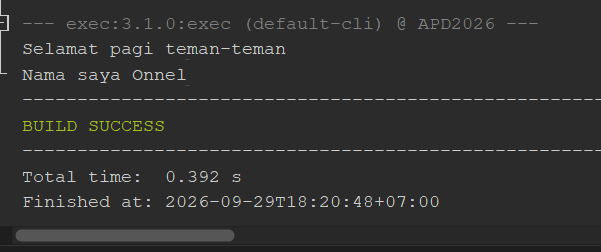 --- exec:3.1.0:exec (default-cli) @ APD2026 ---
Selamat pagi teman-teman
Nama saya Onnel
------------------------------------------------------------------------
BUILD SUCCESS
------------------------------------------------------------------------
Total time:  0.392 s
Finished at: 2026-09-29T18:20:48+07:00